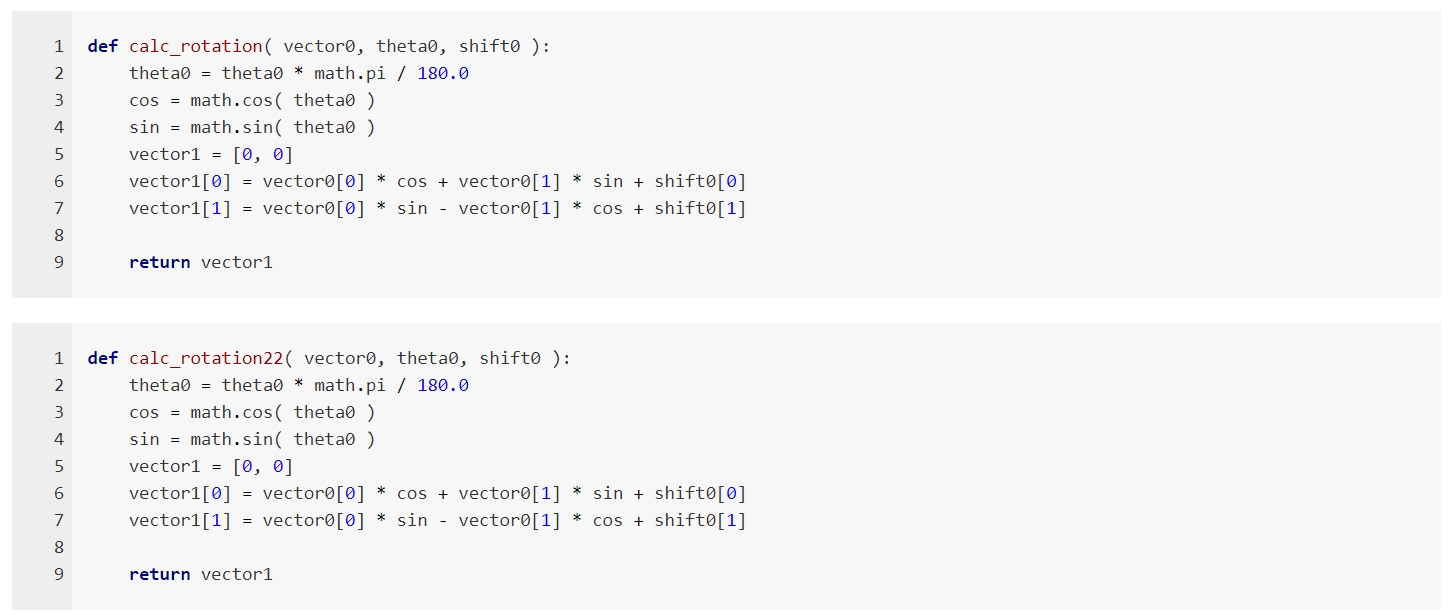 1 def calc_rotation( vector0, theta0, shift0 ):
2     theta0 = theta0 * math.pi / 180.0
3     cos = math.cos( theta0 )
4     sin = math.sin( theta0 )
5     vector1 = [0, 0]
6     vector1[0] = vector0[0] * cos + vector0[1] * sin + shift0[0]
7     vector1[1] = vector0[0] * sin - vector0[1] * cos + shift0[1]
8
9     return vector1
1 def calc_rotation22( vector0, theta0, shift0 ):
2     theta0 = theta0 * math.pi / 180.0
3     cos = math.cos( theta0 )
4     sin = math.sin( theta0 )
5     vector1 = [0, 0]
6     vector1[0] = vector0[0] * cos + vector0[1] * sin + shift0[0]
7     vector1[1] = vector0[0] * sin - vector0[1] * cos + shift0[1]
8
9     return vector1